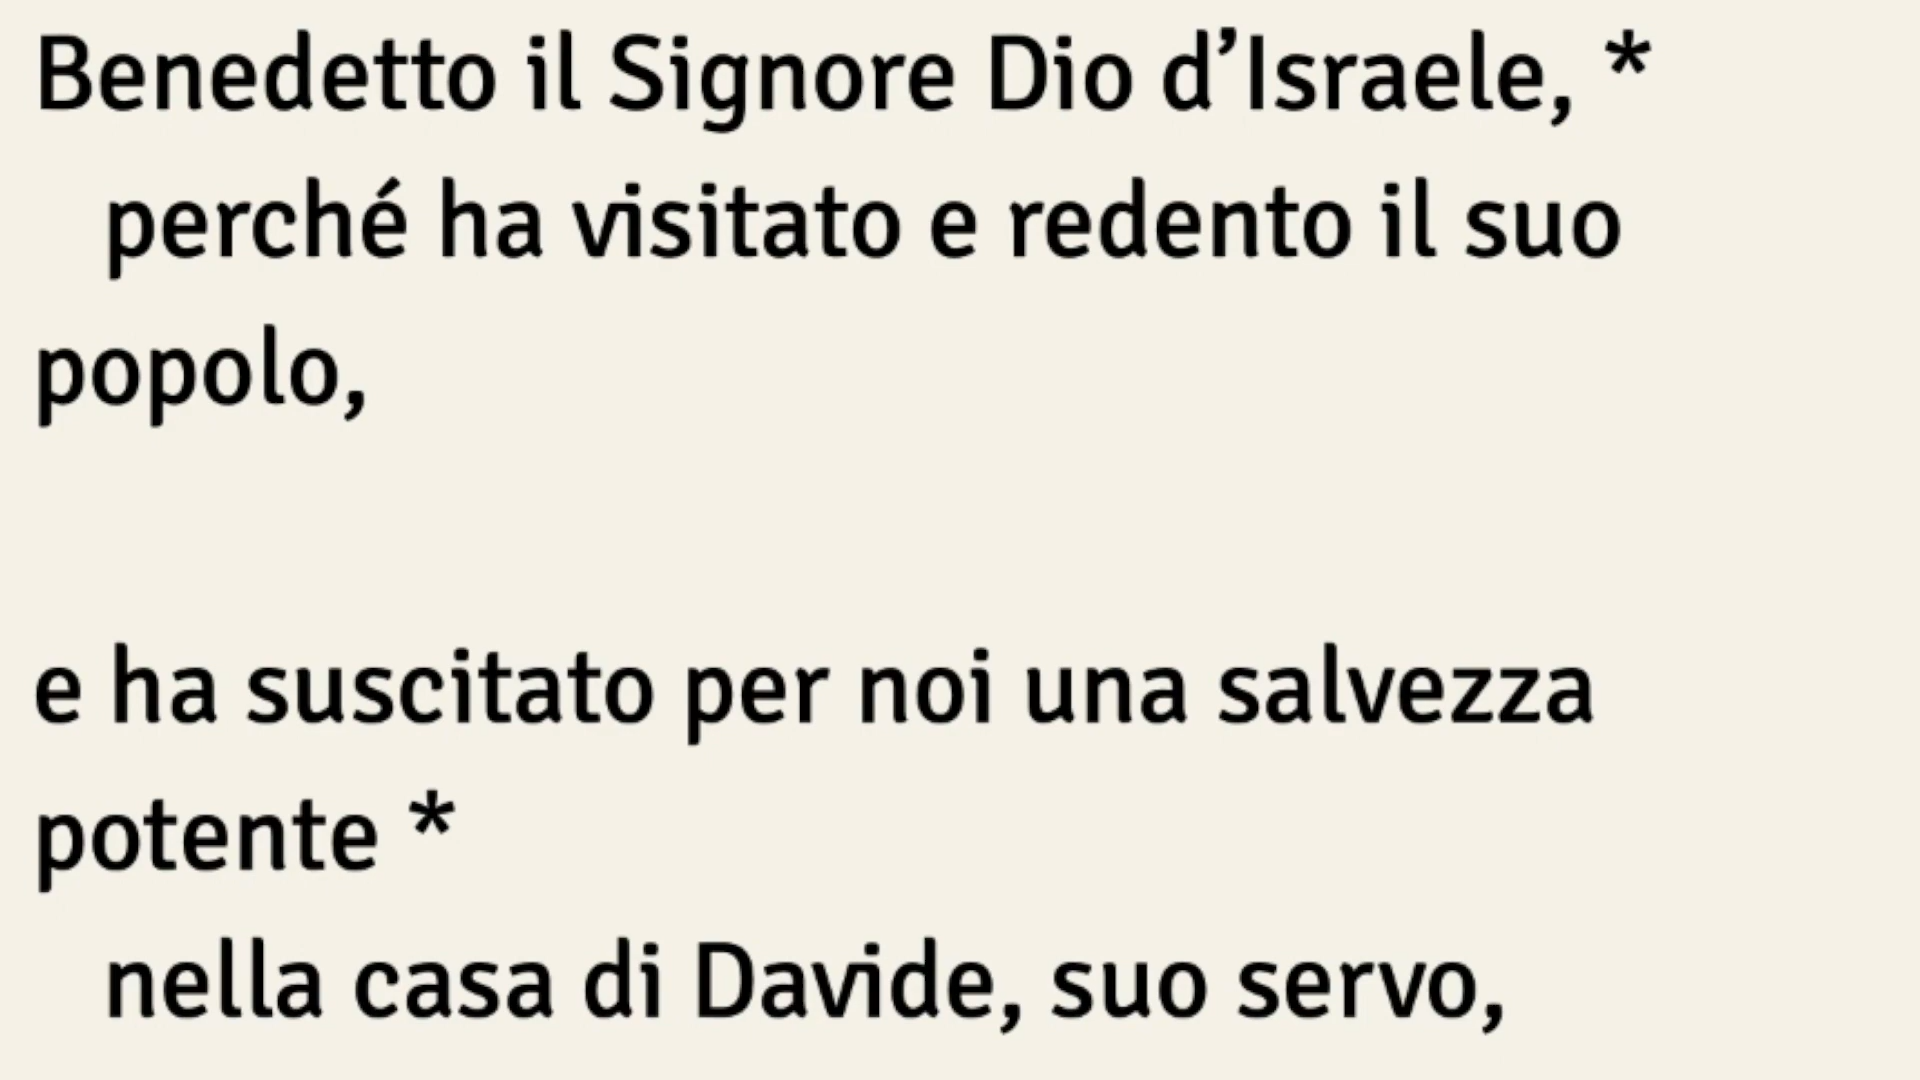 Benedetto il Signore Dio d’Israele, *
perché ha visitato e redento il suo
popolo,
e ha suscitato per noi una salvezza
potente *
nella casa di Davide, suo servo,